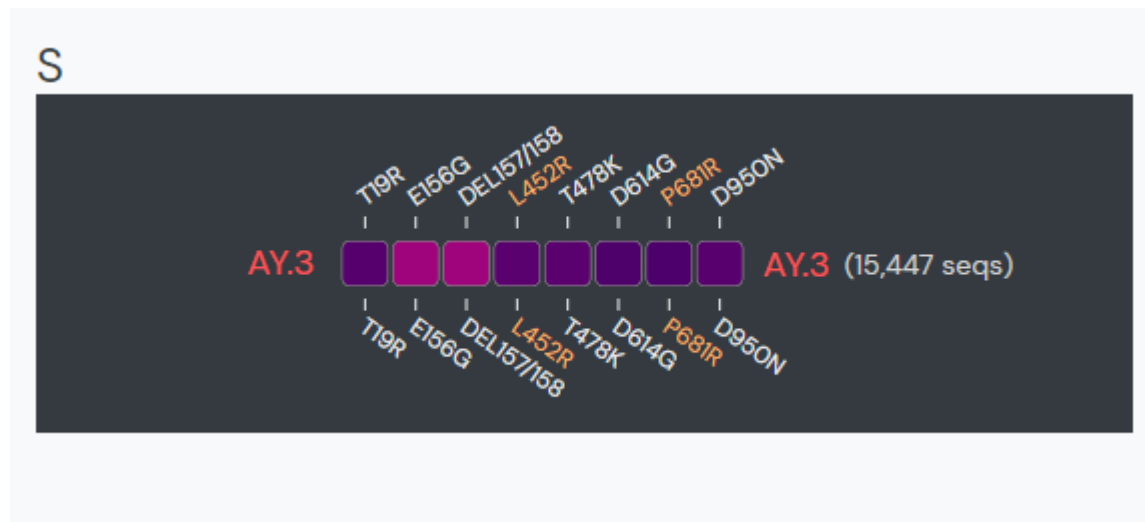 S
T19R
E156G
DEL157/158
L452R
T478K
D614G
P681R
D950N
AY.3
AY.3 (15,447 seqs)
T19R
E156G
DEL157/158
L452R
T478K
D614G
P681R
D950N